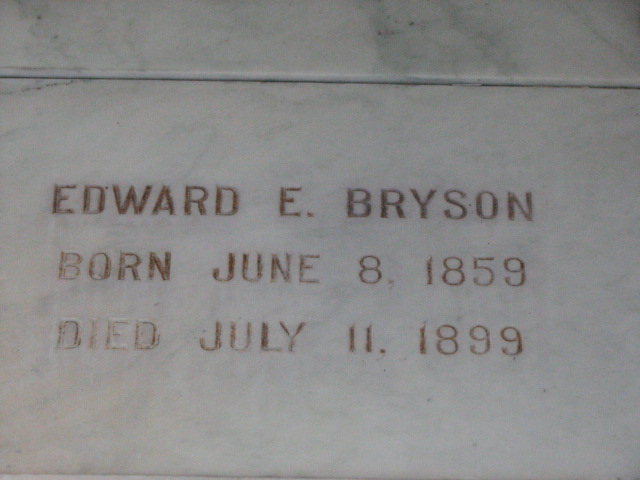 EDWARD E. BRYSON
BORN JUNE 8, 1859
DIED JULY 11, 1899